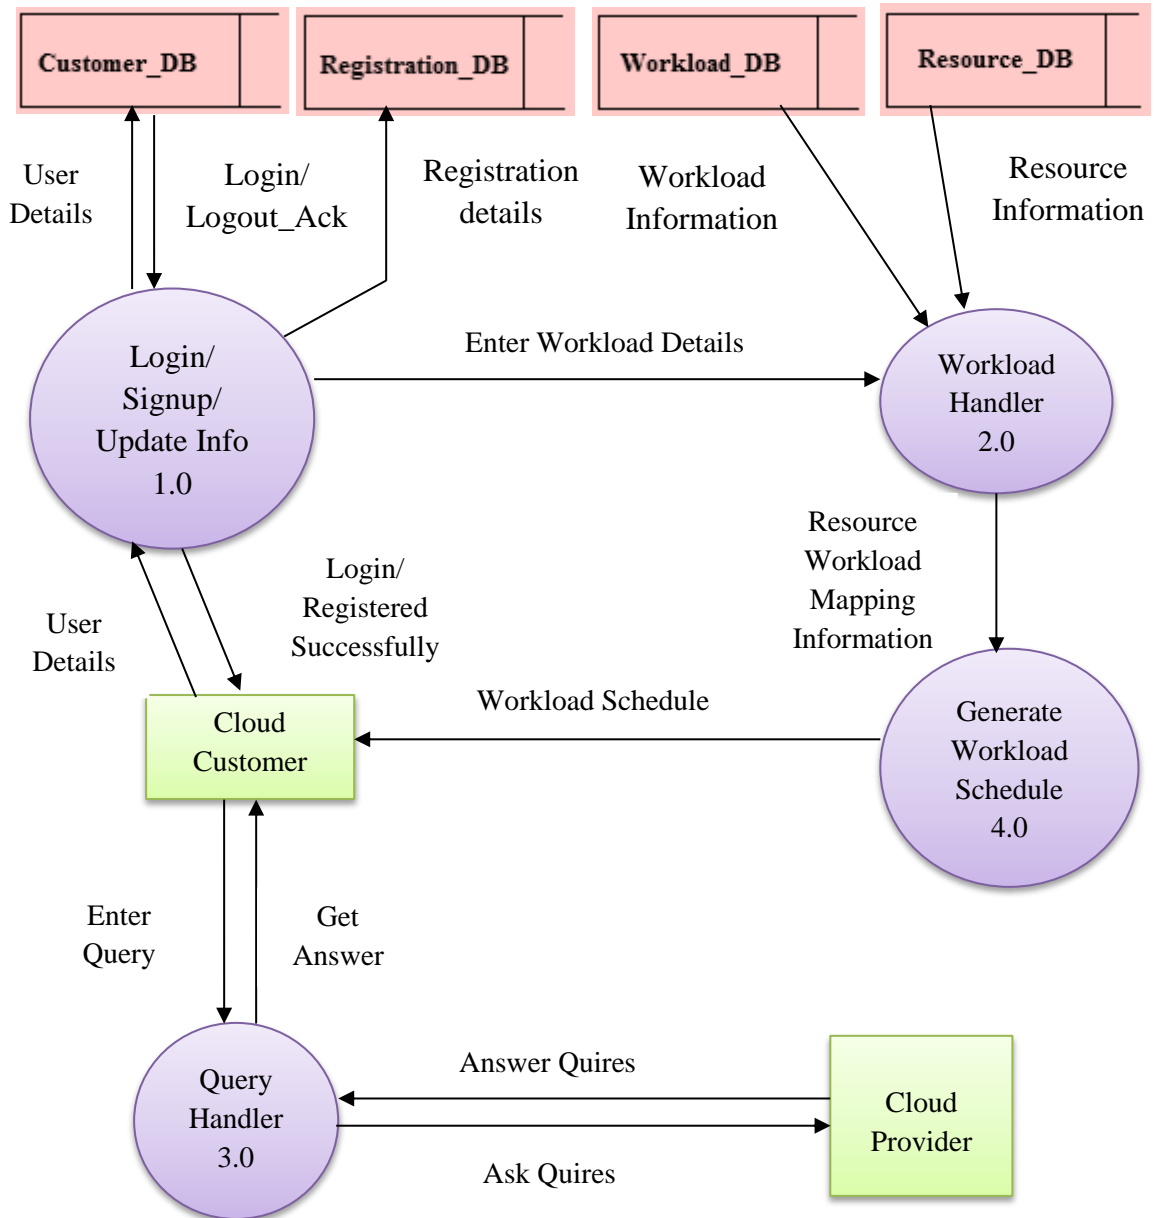 Customer_DB
Registration_DB
Workload_DB
Resource_DB
User
Details
Login/
Logout_Ack
Registration
details
Workload
Information
Resource
Information
Login/
Signup/
Update Info
1.0
Enter Workload Details
Workload
Handler
2.0
Resource
Workload
Mapping
Information
User
Details
Login/
Registered
Successfully
Cloud
Customer
Workload Schedule
Generate
Workload
Schedule
4.0
Enter
Query
Get
Answer
Query
Handler
3.0
Answer Quires
Ask Quires
Cloud
Provider